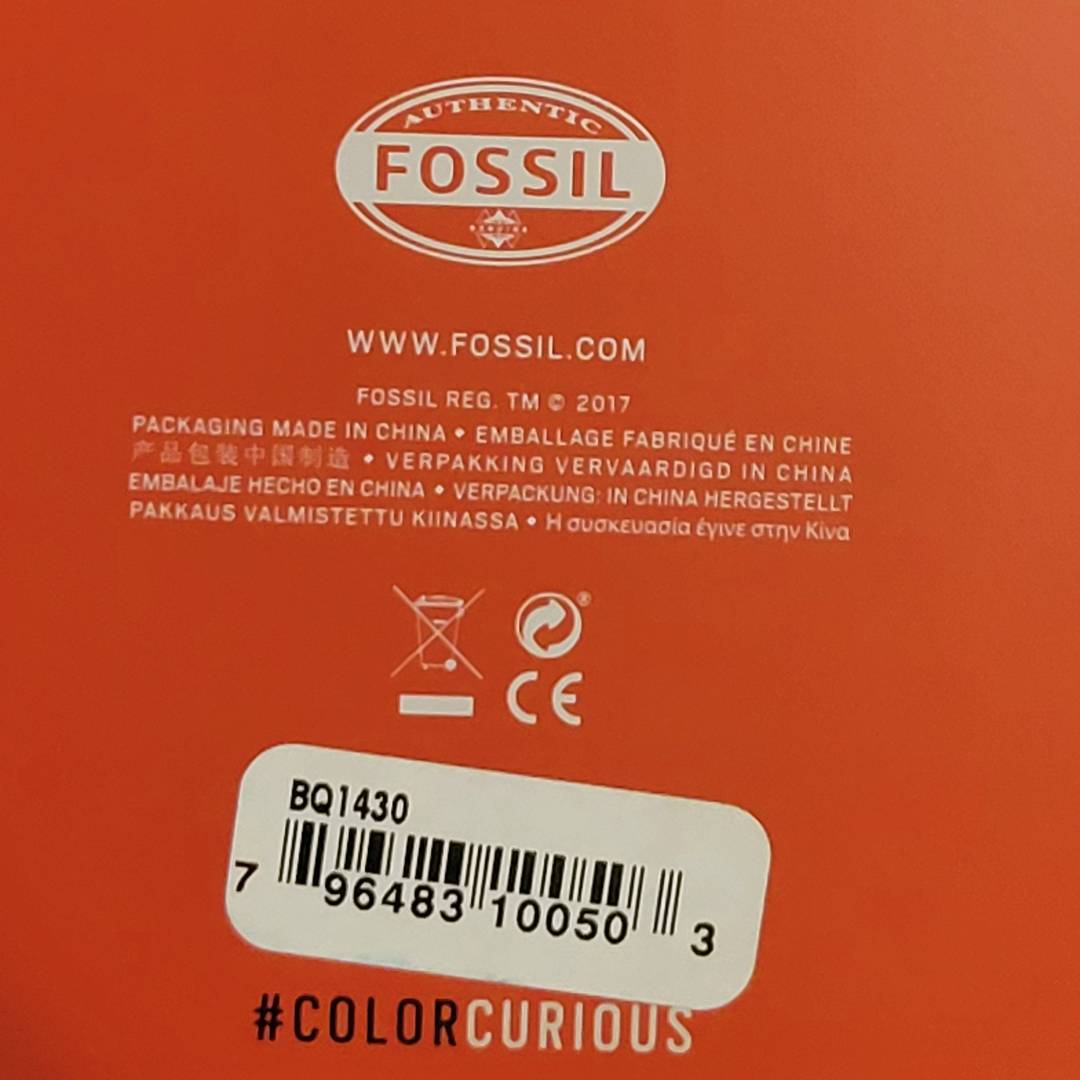 AUTHENTIC
FOSSIL
GENUINE
WWW.FOSSIL.COM
FOSSIL REG. TM © 2017
PACKAGING MADE IN CHINA • EMBALLAGE FABRIQUÉ EN CHINE
产品包装中国制造 • VERPAKKING VERVAARDIGD IN CHINA
EMBALAJE HECHO EN CHINA • VERPACKUNG: IN CHINA HERGESTELLT
PAKKAUS VALMISTETTU KIINASSA • Η συσκευασία έγινε στην Κίνα
®
CE
BQ1430
7 96483 10050 3
#COLORCURIOUS